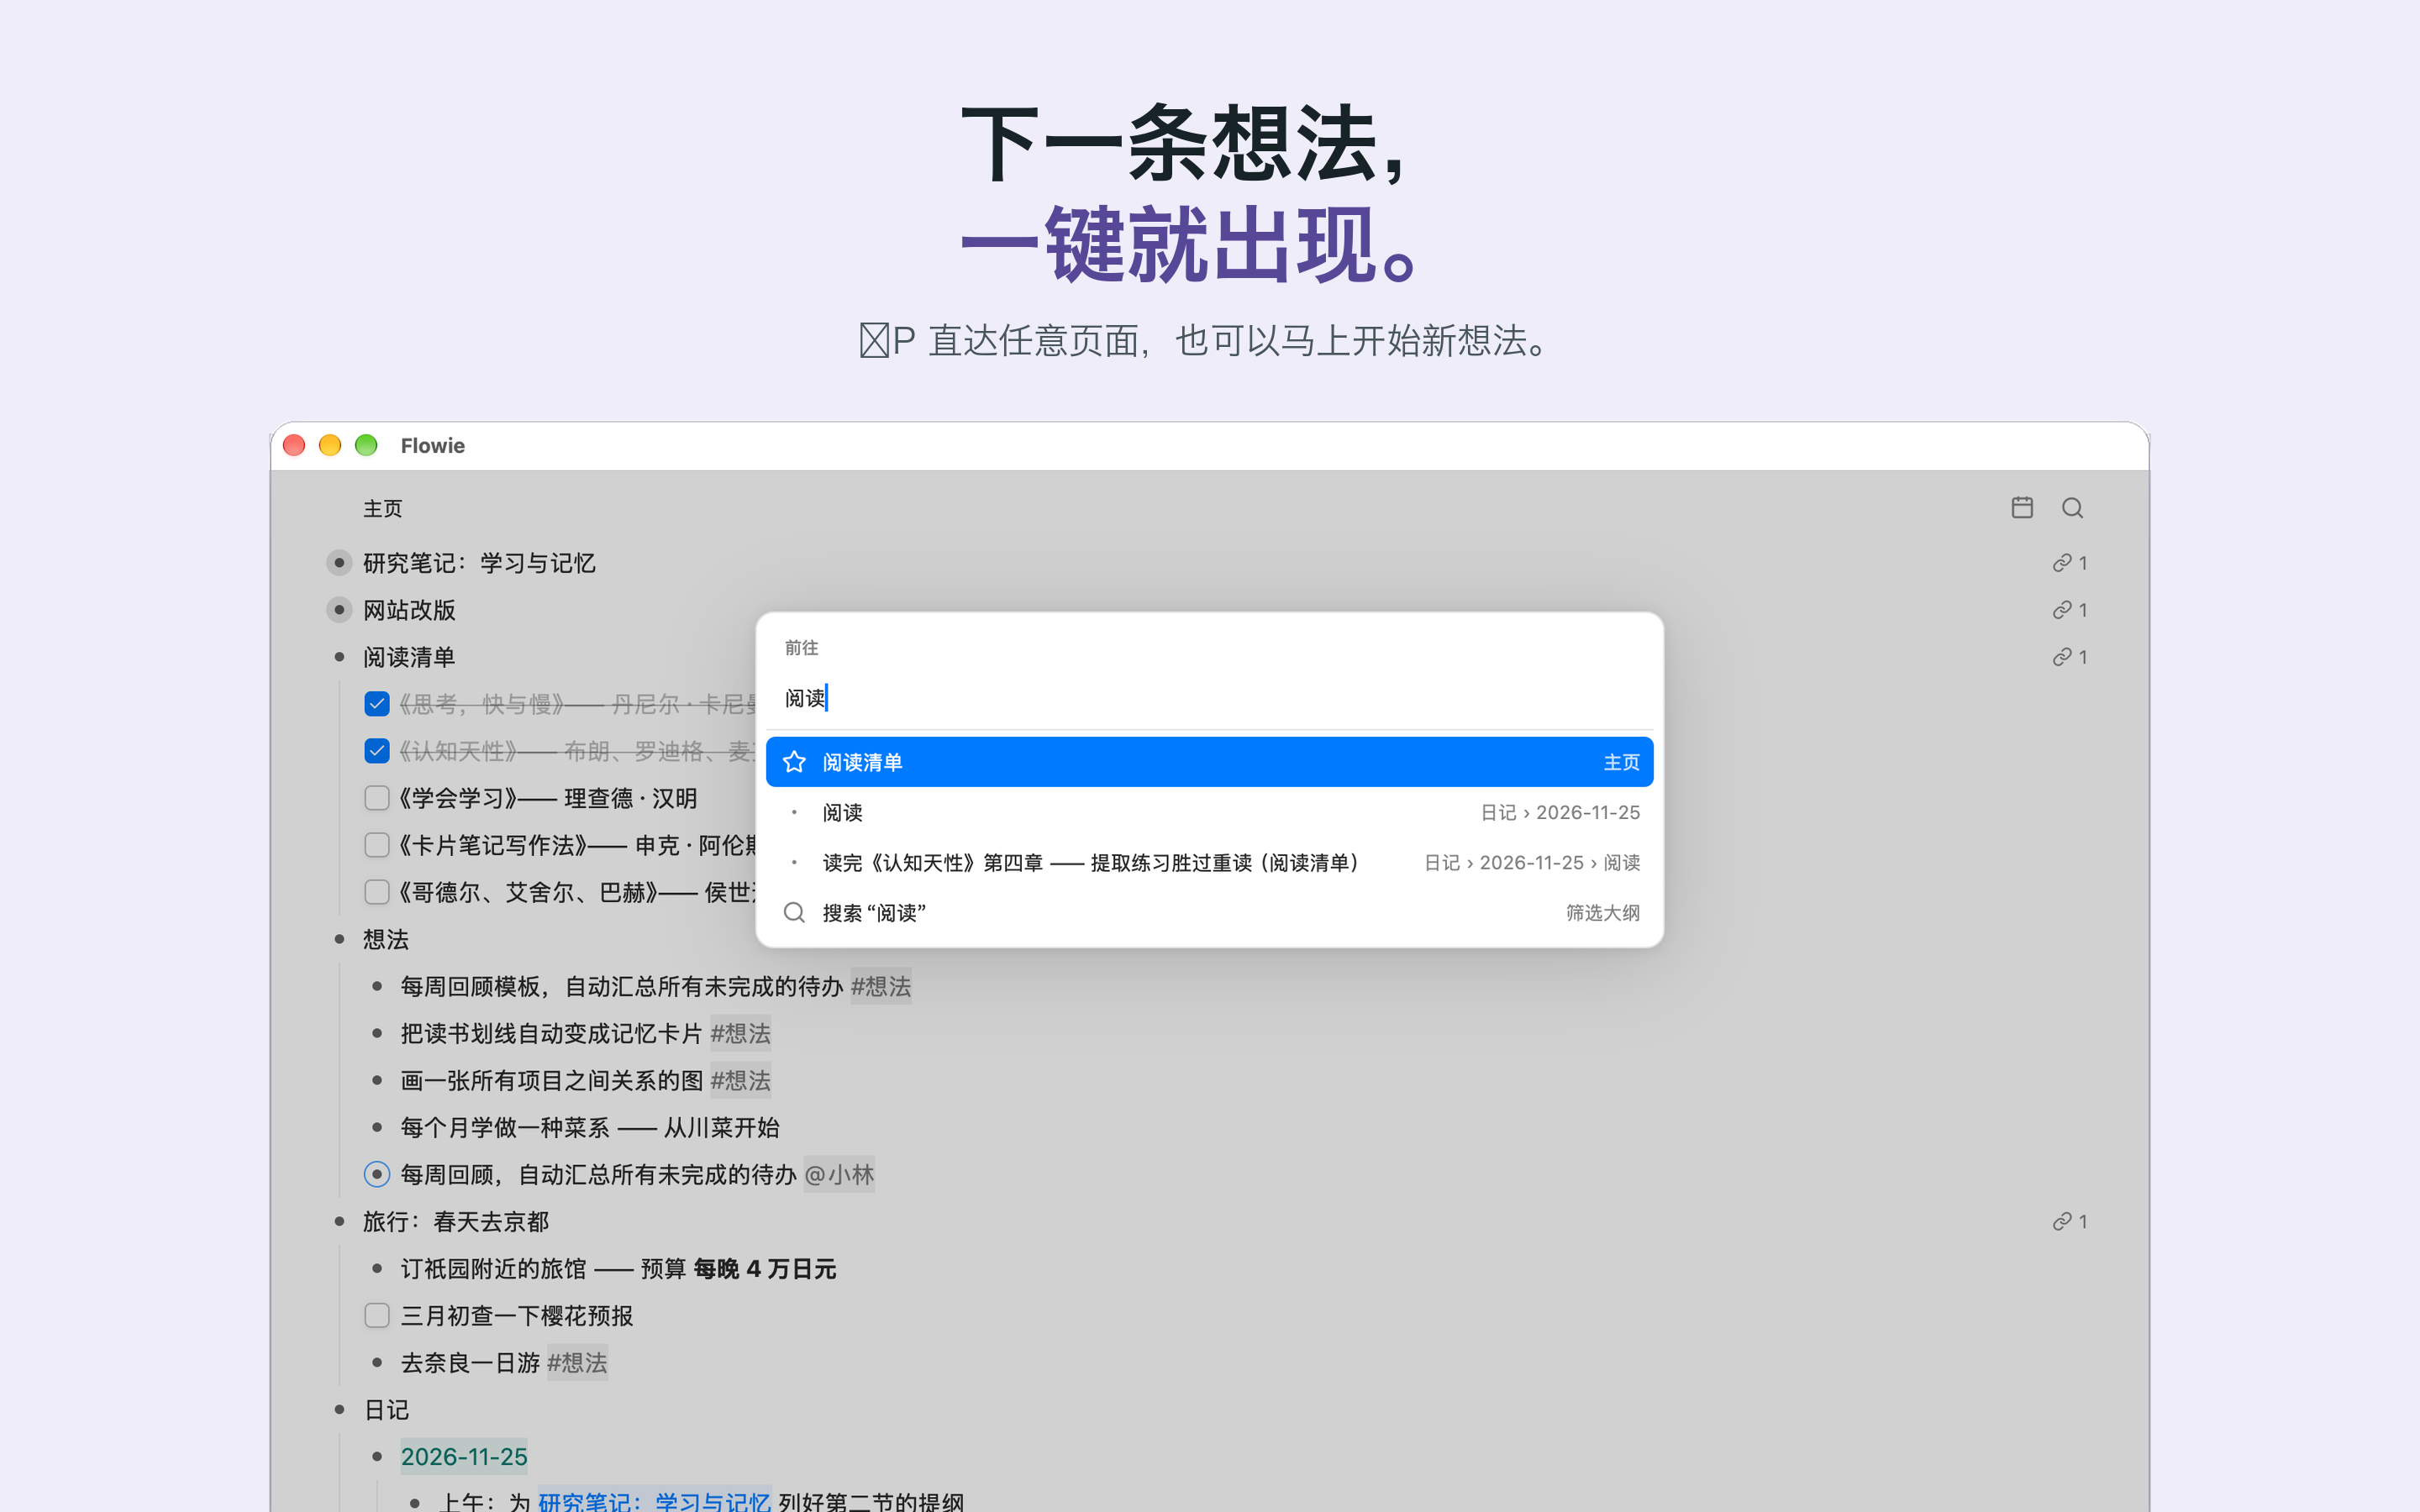 下一条想法，
一键就出现。
P 直达任意页面，也可以马上开始新想法。
Flowie
主页
研究笔记：学习与记忆 1
网站改版 1
阅读清单 1
《思考，快与慢》—— 丹尼尔·卡尼
《认知天性》—— 布朗、罗迪格、麦
《学会学习》—— 理查德·汉明
《卡片笔记写作法》—— 申克·阿伦
《哥德尔、艾舍尔、巴赫》—— 侯世
前往
阅读
阅读清单 主页
阅读 日记 › 2026-11-25
读完《认知天性》第四章 —— 提取练习胜过重读（阅读清单） 日记 › 2026-11-25 › 阅读
搜索 “阅读” 筛选大纲
想法
每周回顾模板，自动汇总所有未完成的待办 #想法
把读书划线自动变成记忆卡片 #想法
画一张所有项目之间关系的图 #想法
每个月学做一种菜系 —— 从川菜开始
每周回顾，自动汇总所有未完成的待办 @小林
旅行：春天去京都 1
订祇园附近的旅馆 —— 预算 每晚 4 万日元
三月初查一下樱花预报
去奈良一日游 #想法
日记
2026-11-25
上午：为 研究笔记：学习与记忆 列好第二节的提纲